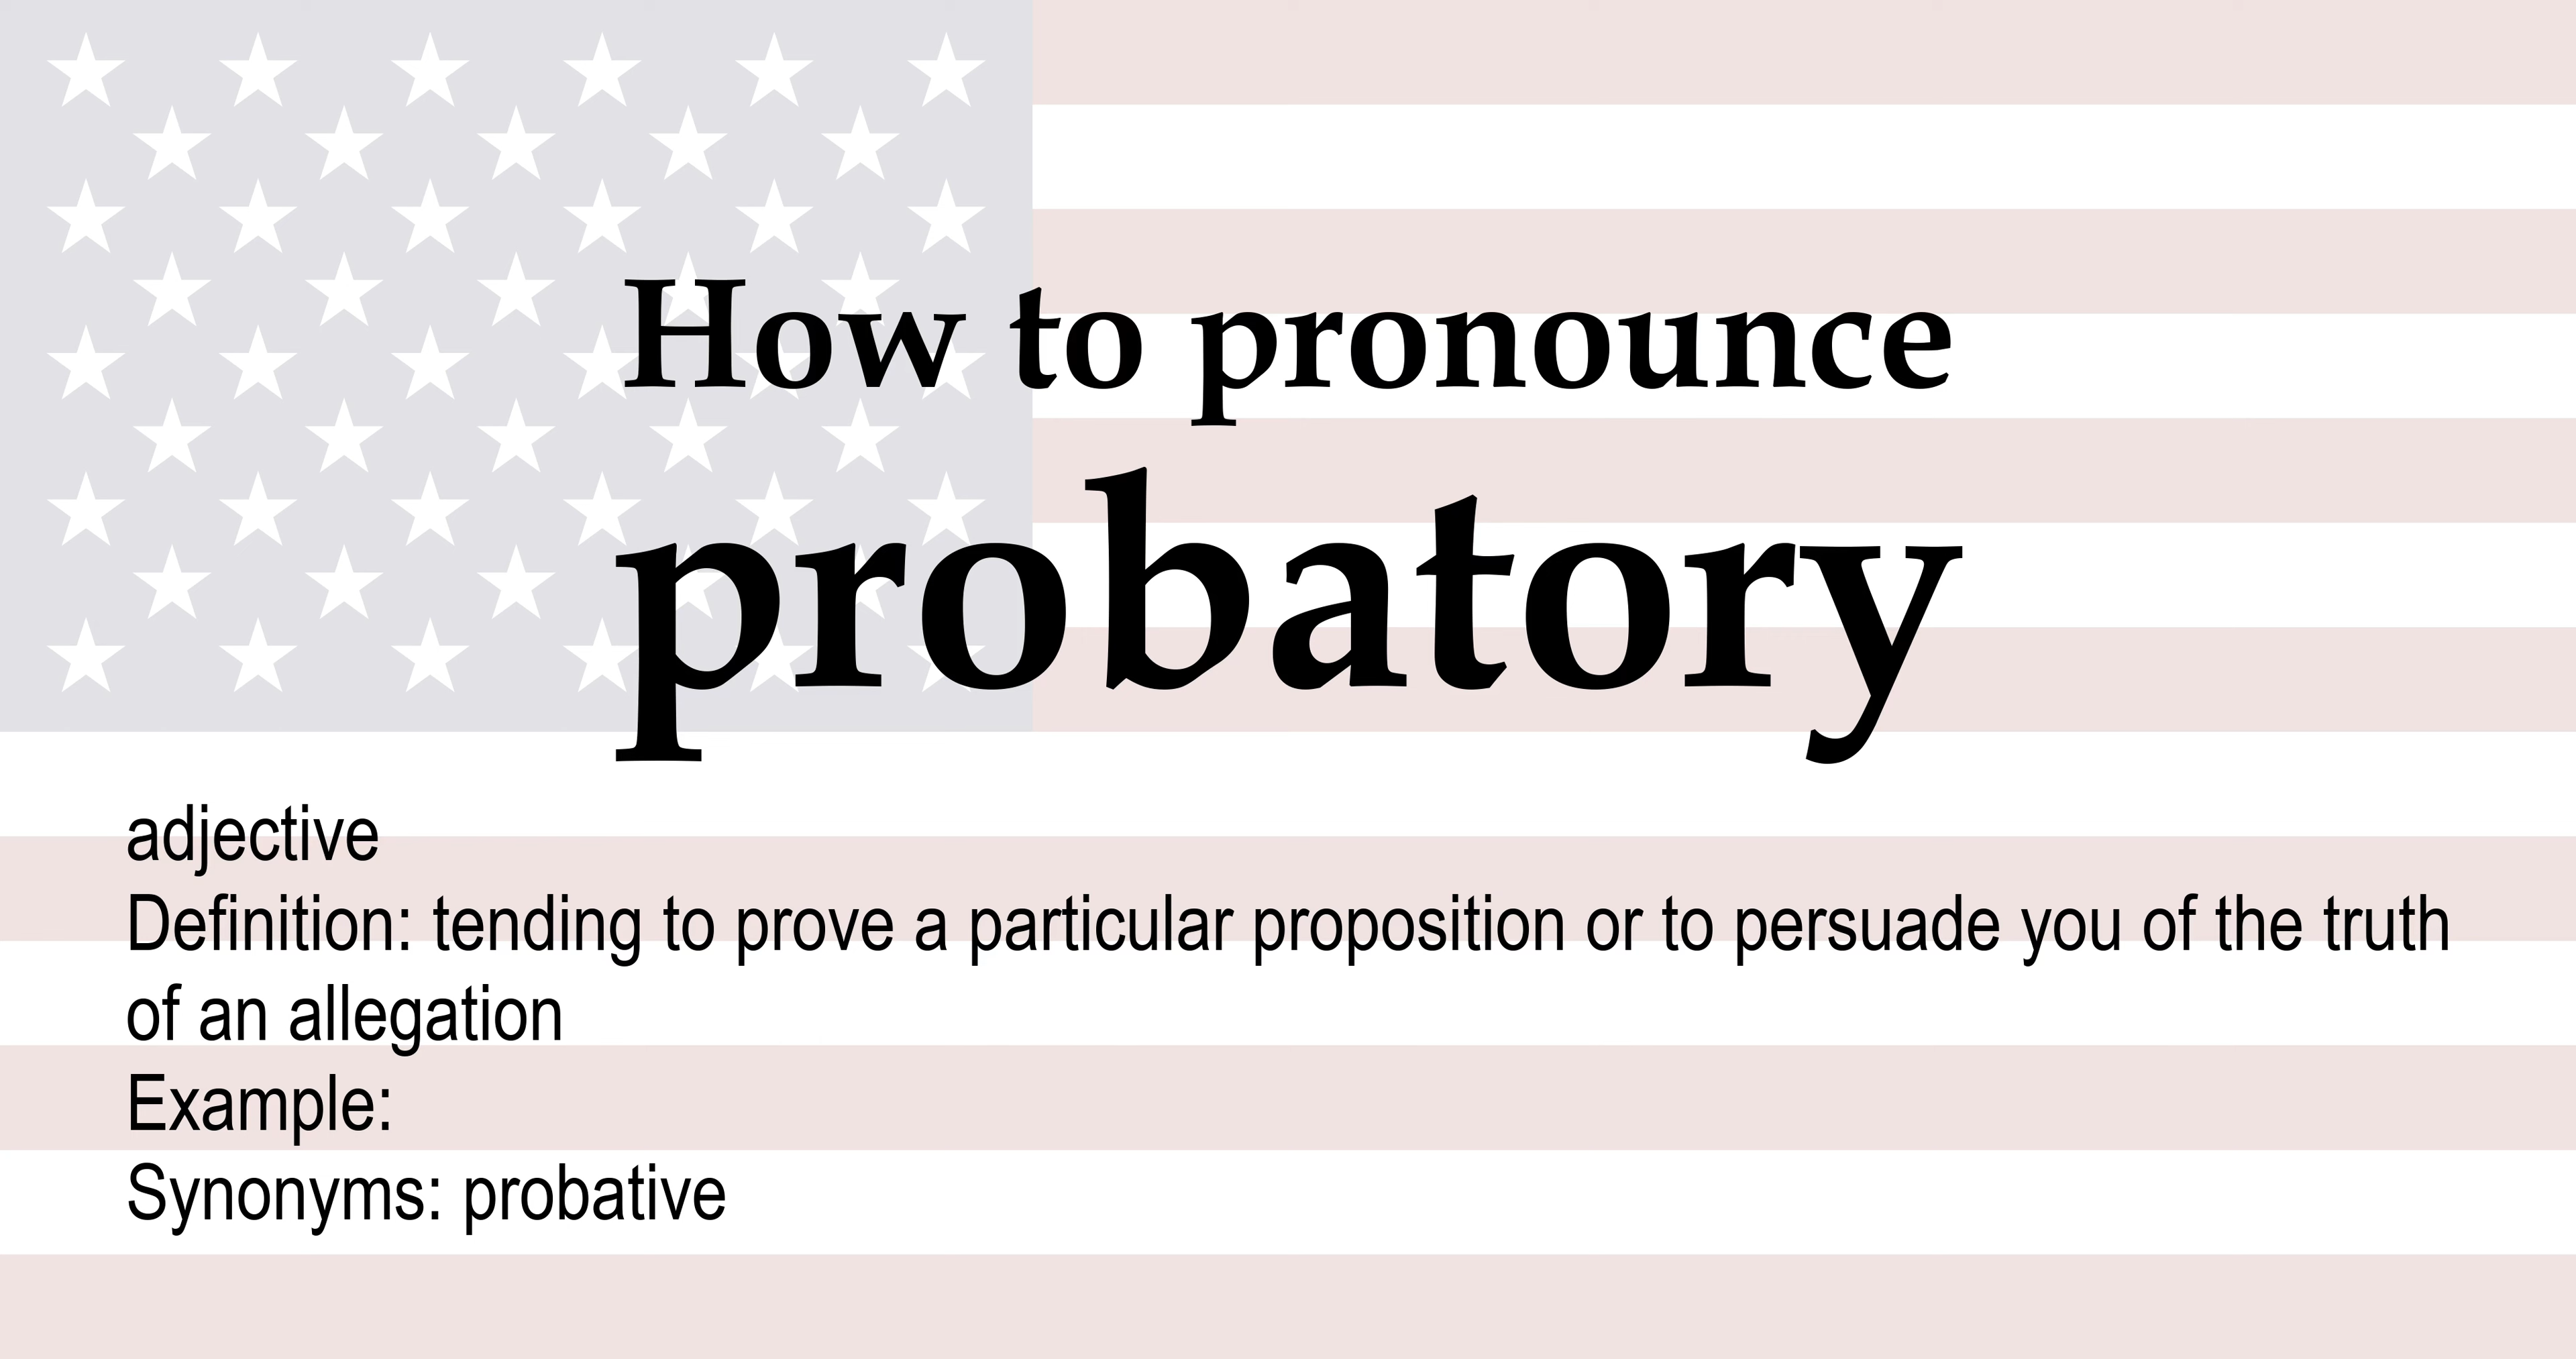 How to pronounce
probatory
adjective
Definition: tending to prove a particular proposition or to persuade you of the truth
of an allegation
Example:
Synonyms: probative